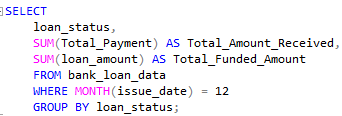 SELECT
loan_status,
SUM(Total_Payment) AS Total_Amount_Received,
SUM(loan_amount) AS Total_Funded_Amount
FROM bank_loan_data
WHERE MONTH(issue_date) = 12
GROUP BY loan_status;